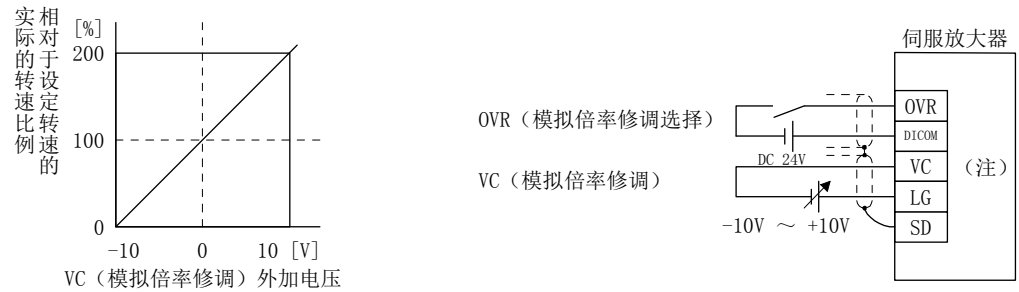 实际的转速比例
相对于设定转速的
[%]
200
100
0
-10 0 10 [V]
VC（模拟倍率修调）外加电压
伺服放大器
OVR（模拟倍率修调选择）
DC 24V
VC（模拟倍率修调）
-10V ～ +10V
OVR
DICOM
VC
LG
SD
（注）